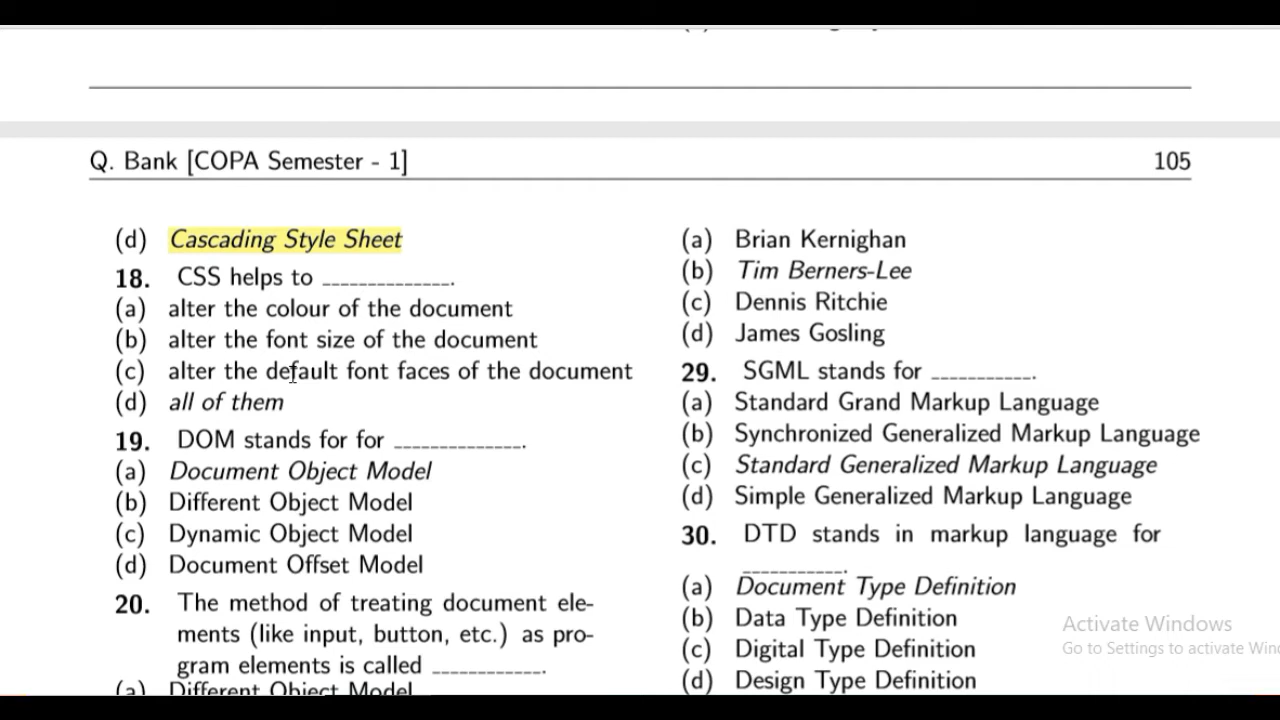 Q. Bank [COPA Semester - 1] 105
(d) Cascading Style Sheet
18. CSS helps to ______________.
(a) alter the colour of the document
(b) alter the font size of the document
(c) alter the default font faces of the document
(d) all of them
19. DOM stands for for ______________.
(a) Document Object Model
(b) Different Object Model
(c) Dynamic Object Model
(d) Document Offset Model
20. The method of treating document ele-
ments (like input, button, etc.) as pro-
gram elements is called ____________.
(a) Different Object Model
(a) Brian Kernighan
(b) Tim Berners-Lee
(c) Dennis Ritchie
(d) James Gosling
29. SGML stands for ___________.
(a) Standard Grand Markup Language
(b) Synchronized Generalized Markup Language
(c) Standard Generalized Markup Language
(d) Simple Generalized Markup Language
30. DTD stands in markup language for
___________.
(a) Document Type Definition
(b) Data Type Definition
(c) Digital Type Definition
(d) Design Type Definition
Activate Windows
Go to Settings to activate Win